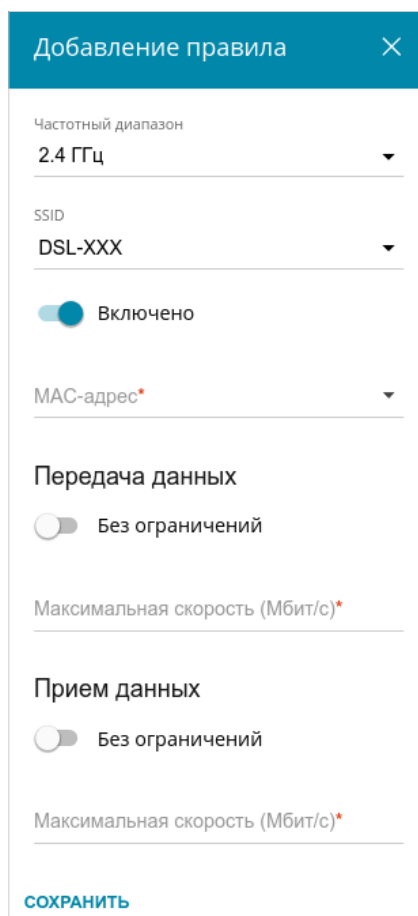 Добавление правила
Частотный диапазон
2.4 ГГц
SSID
DSL-XXX
Включено
MAC-адрес*
Передача данных
Без ограничений
Максимальная скорость (Мбит/с)*
Прием данных
Без ограничений
Максимальная скорость (Мбит/с)*
СОХРАНИТЬ